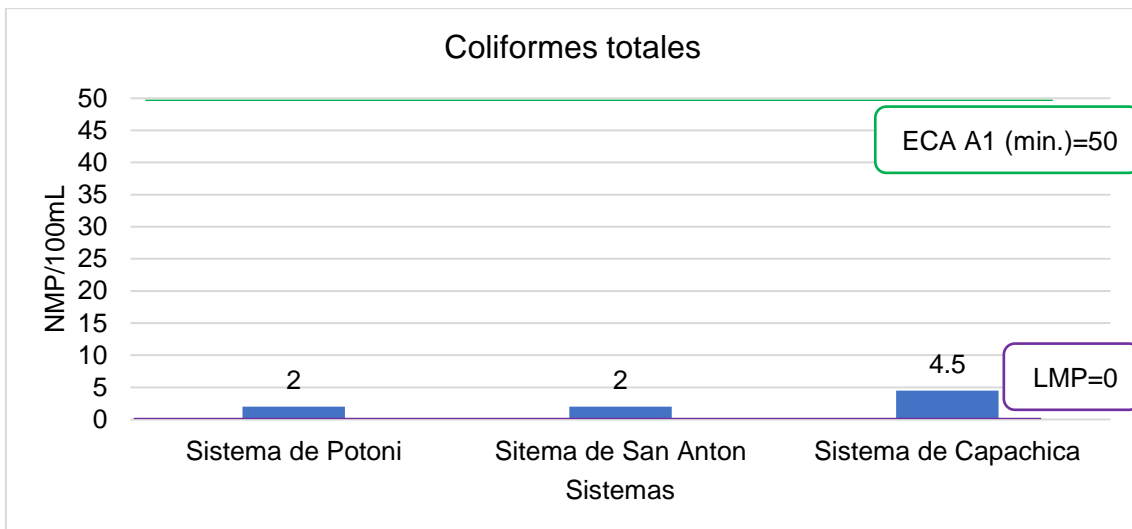 Coliformes totales
50
45
40
35
30
25
20
15
10
5
0
NMP/100mL
ECA A1 (min.)=50
LMP=0
2
2
4.5
Sistema de Potoni
Sitema de San Anton
Sistema de Capachica
Sistemas